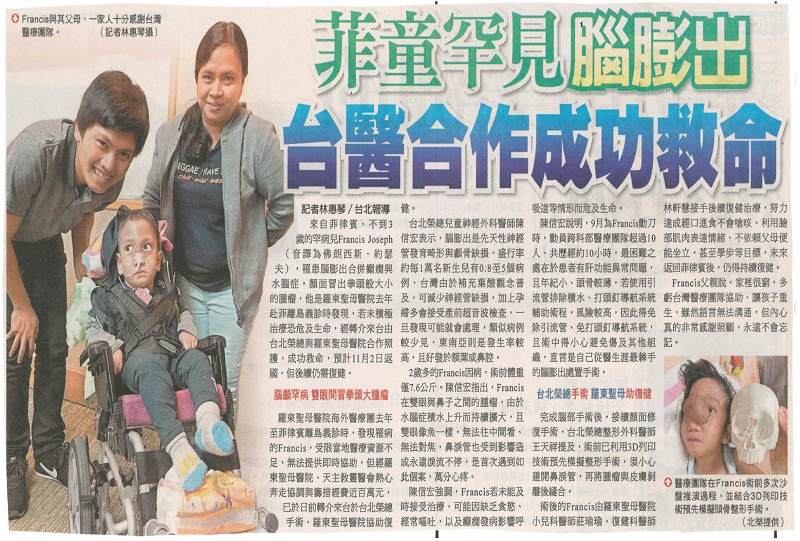 Francis與其父母，一家人十分感謝台灣
醫療團隊。　（記者林惠琴攝）
菲童罕見腦膨出
台醫合作成功救命
記者林惠琴／台北報導
來自菲律賓、不到3
歲的罕病兒Francis Joseph
（音譯為佛朗西斯．約瑟
夫），罹患腦膨出合併癲癇與
水腦症，顏面冒出拳頭般大小
的腫瘤，他是羅東聖母醫院去年
赴菲離島義診時發現，若未積極
治療恐危及生命，經轉介來台由
台北榮總與羅東聖母醫院合作照
護，成功救命，預計11月2日返
國，但後續仍需復健。
腦顱罕病 雙眼間冒拳頭大腫瘤
羅東聖母醫院海外醫療團去年
至菲律賓離島義診時，發現罹病
的Francis，受限當地醫療資源不
足，無法提供即時協助，但經羅
東聖母醫院、天主教靈醫會熱心
奔走協調與籌措經費近百萬元，
已於日前轉介來台於台北榮總
手術、羅東聖母醫院協助復
健。
台北榮總兒童神經外科醫師陳
信宏表示，腦膨出是先天性神經
管發育畸形與顱骨缺損，盛行率
約每1萬名新生兒有0.8至5個病
例，台灣由於補充葉酸觀念普
及，可減少神經管缺損，加上孕
婦多會接受產前超音波檢查，一
旦發現可能就會處理，類似病例
較少見，東南亞則是發生率較
高，且好發於額葉或鼻腔。
2歲多的Francis因病，術前體重
僅7.6公斤。陳信宏指出，Francis
在雙眼與鼻子之間的腫瘤，由於
水腦症積水上升而持續擴大，且
雙眼像魚一樣，無法往中間看、
無法對焦，鼻淚管也受到影響造
成永遠淚流不停，是首次遇到如
此個案，萬分心疼。
陳信宏強調，Francis若未能及
時接受治療，可能因缺乏食慾、
經常嘔吐，以及癲癇發病影響呼
吸道等情形而危及生命。
陳信宏說明，9月為Francis動刀
時，動員跨科部醫療團隊超過10
人、共歷經約10小時，最困難之
處在於患者有肝功能異常問題，
且年紀小、頭骨較薄，若使用引
流管排除積水、打頭釘導航系統
輔助術程，風險較高，因此得免
除引流管、免打頭釘導航系統，
且術中得小心避免傷及其他組
織，直言是自己從醫生涯最棘手
的腦膨出處置手術。
台北榮總手術 羅東聖母助復健
完成腦部手術後，接續顏面修
復手術，台北榮總整形外科醫師
王天祥提及，術前已利用3D列印
技術預先模擬整形手術，須小心
避開鼻淚管，再將腫瘤與皮膚剝
離後縫合。
術後的Francis由羅東聖母醫院
小兒科醫師莊瑜瑜、復健科醫師
林軒慧接手後續復健治療，努力
達成經口進食不會嗆咳、利用臉
部肌肉表達情緒、不依賴父母便
能坐立，甚至學步等目標，未來
返回菲律賓後，仍得持續復健。
Francis父親說，家裡很窮，多
虧台灣醫療團隊協助，讓孩子重
生，雖然語言無法溝通，但內心
真的非常感謝照顧，永遠不會忘
記。
醫療團隊在Francis術前多次沙
盤推演過程，並結合3D列印技
術預先模擬頭骨整形手術。
（北榮提供）